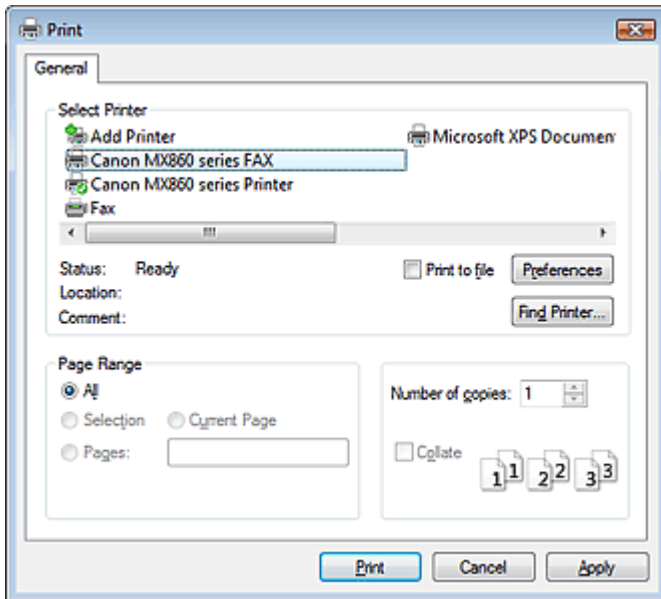 Print
General
Select Printer
Add Printer
Microsoft XPS Documen
Canon MX860 series FAX
Canon MX860 series Printer
Fax
Status: Ready
Print to file
Preferences
Location:
Comment:
Find Printer...
Page Range
All
Number of copies: 1
Selection
Current Page
Pages:
Collate
1 1 2 2 3 3
Print
Cancel
Apply